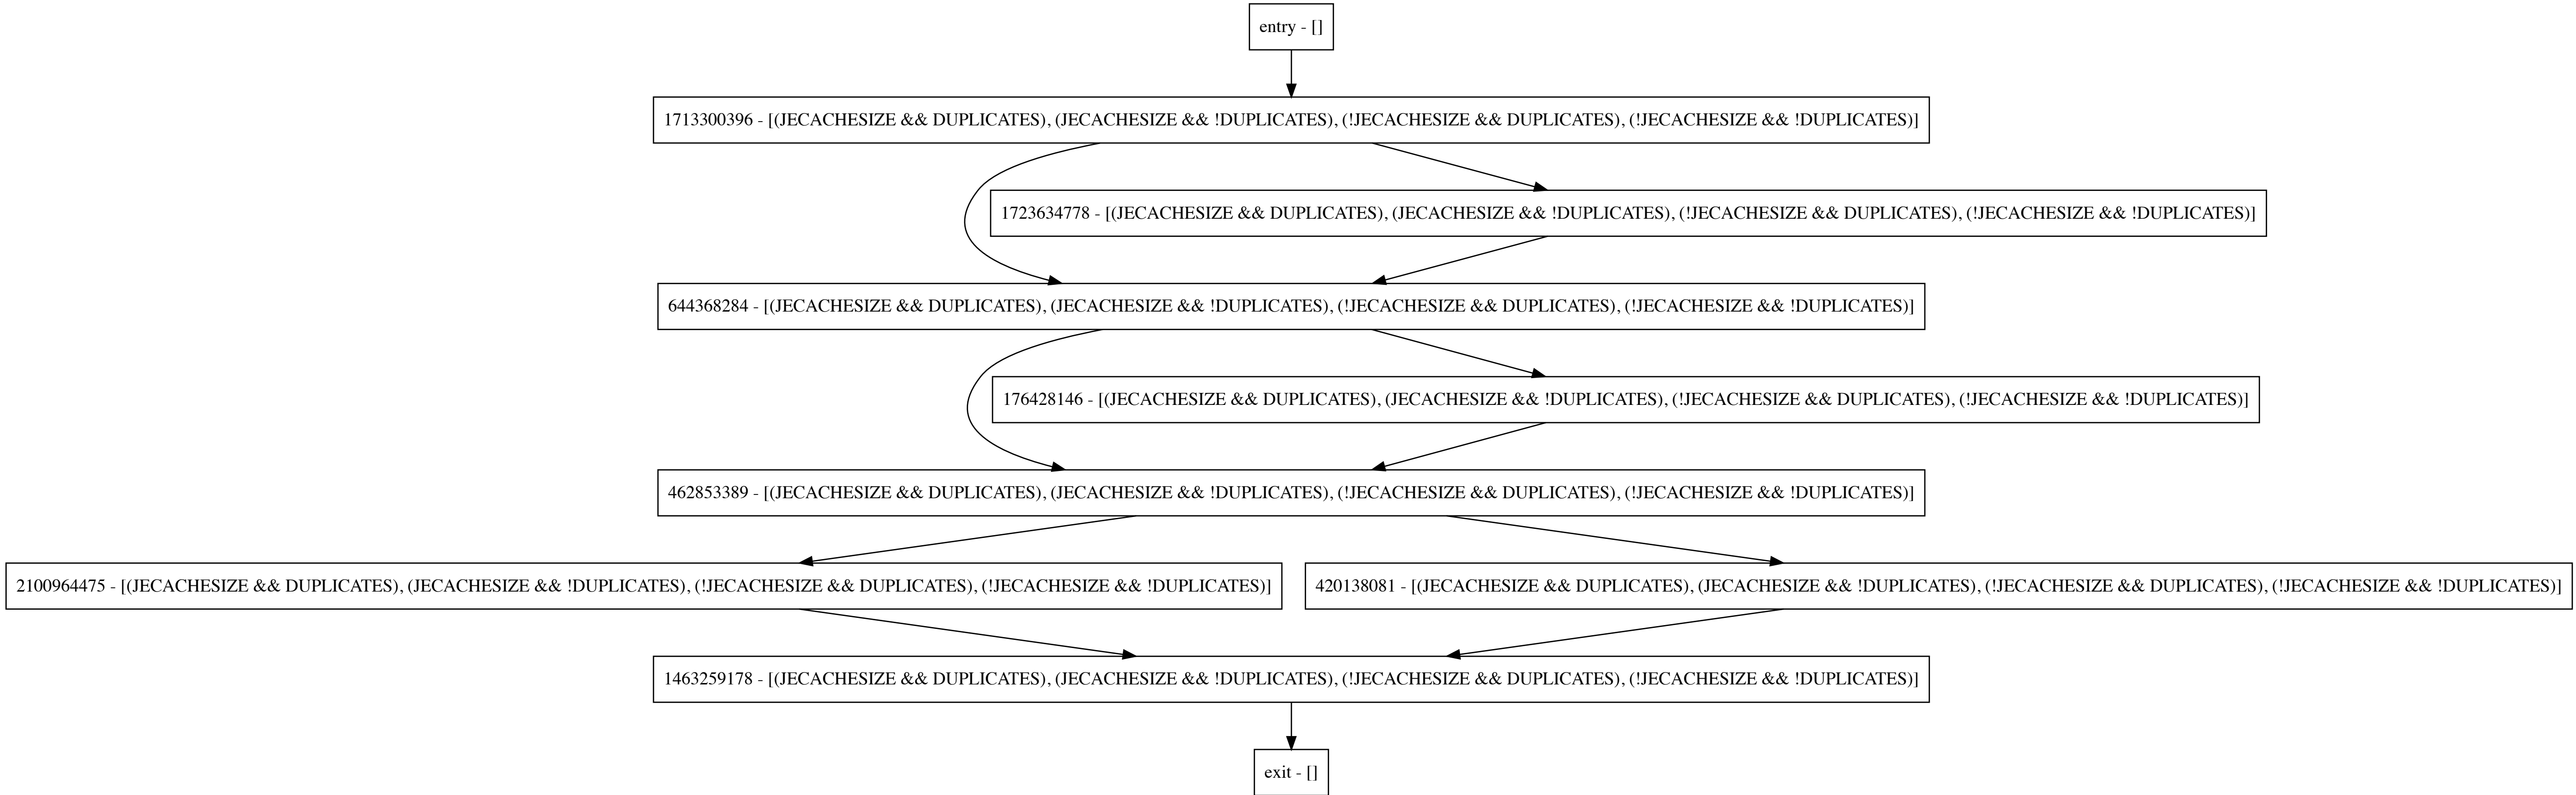 entry - []
1713300396 - [(JECACHESIZE && DUPLICATES), (JECACHESIZE && !DUPLICATES), (!JECACHESIZE && DUPLICATES), (!JECACHESIZE && !DUPLICATES)]
1723634778 - [(JECACHESIZE && DUPLICATES), (JECACHESIZE && !DUPLICATES), (!JECACHESIZE && DUPLICATES), (!JECACHESIZE && !DUPLICATES)]
644368284 - [(JECACHESIZE && DUPLICATES), (JECACHESIZE && !DUPLICATES), (!JECACHESIZE && DUPLICATES), (!JECACHESIZE && !DUPLICATES)]
176428146 - [(JECACHESIZE && DUPLICATES), (JECACHESIZE && !DUPLICATES), (!JECACHESIZE && DUPLICATES), (!JECACHESIZE && !DUPLICATES)]
462853389 - [(JECACHESIZE && DUPLICATES), (JECACHESIZE && !DUPLICATES), (!JECACHESIZE && DUPLICATES), (!JECACHESIZE && !DUPLICATES)]
2100964475 - [(JECACHESIZE && DUPLICATES), (JECACHESIZE && !DUPLICATES), (!JECACHESIZE && DUPLICATES), (!JECACHESIZE && !DUPLICATES)]
420138081 - [(JECACHESIZE && DUPLICATES), (JECACHESIZE && !DUPLICATES), (!JECACHESIZE && DUPLICATES), (!JECACHESIZE && !DUPLICATES)]
1463259178 - [(JECACHESIZE && DUPLICATES), (JECACHESIZE && !DUPLICATES), (!JECACHESIZE && DUPLICATES), (!JECACHESIZE && !DUPLICATES)]
exit - []